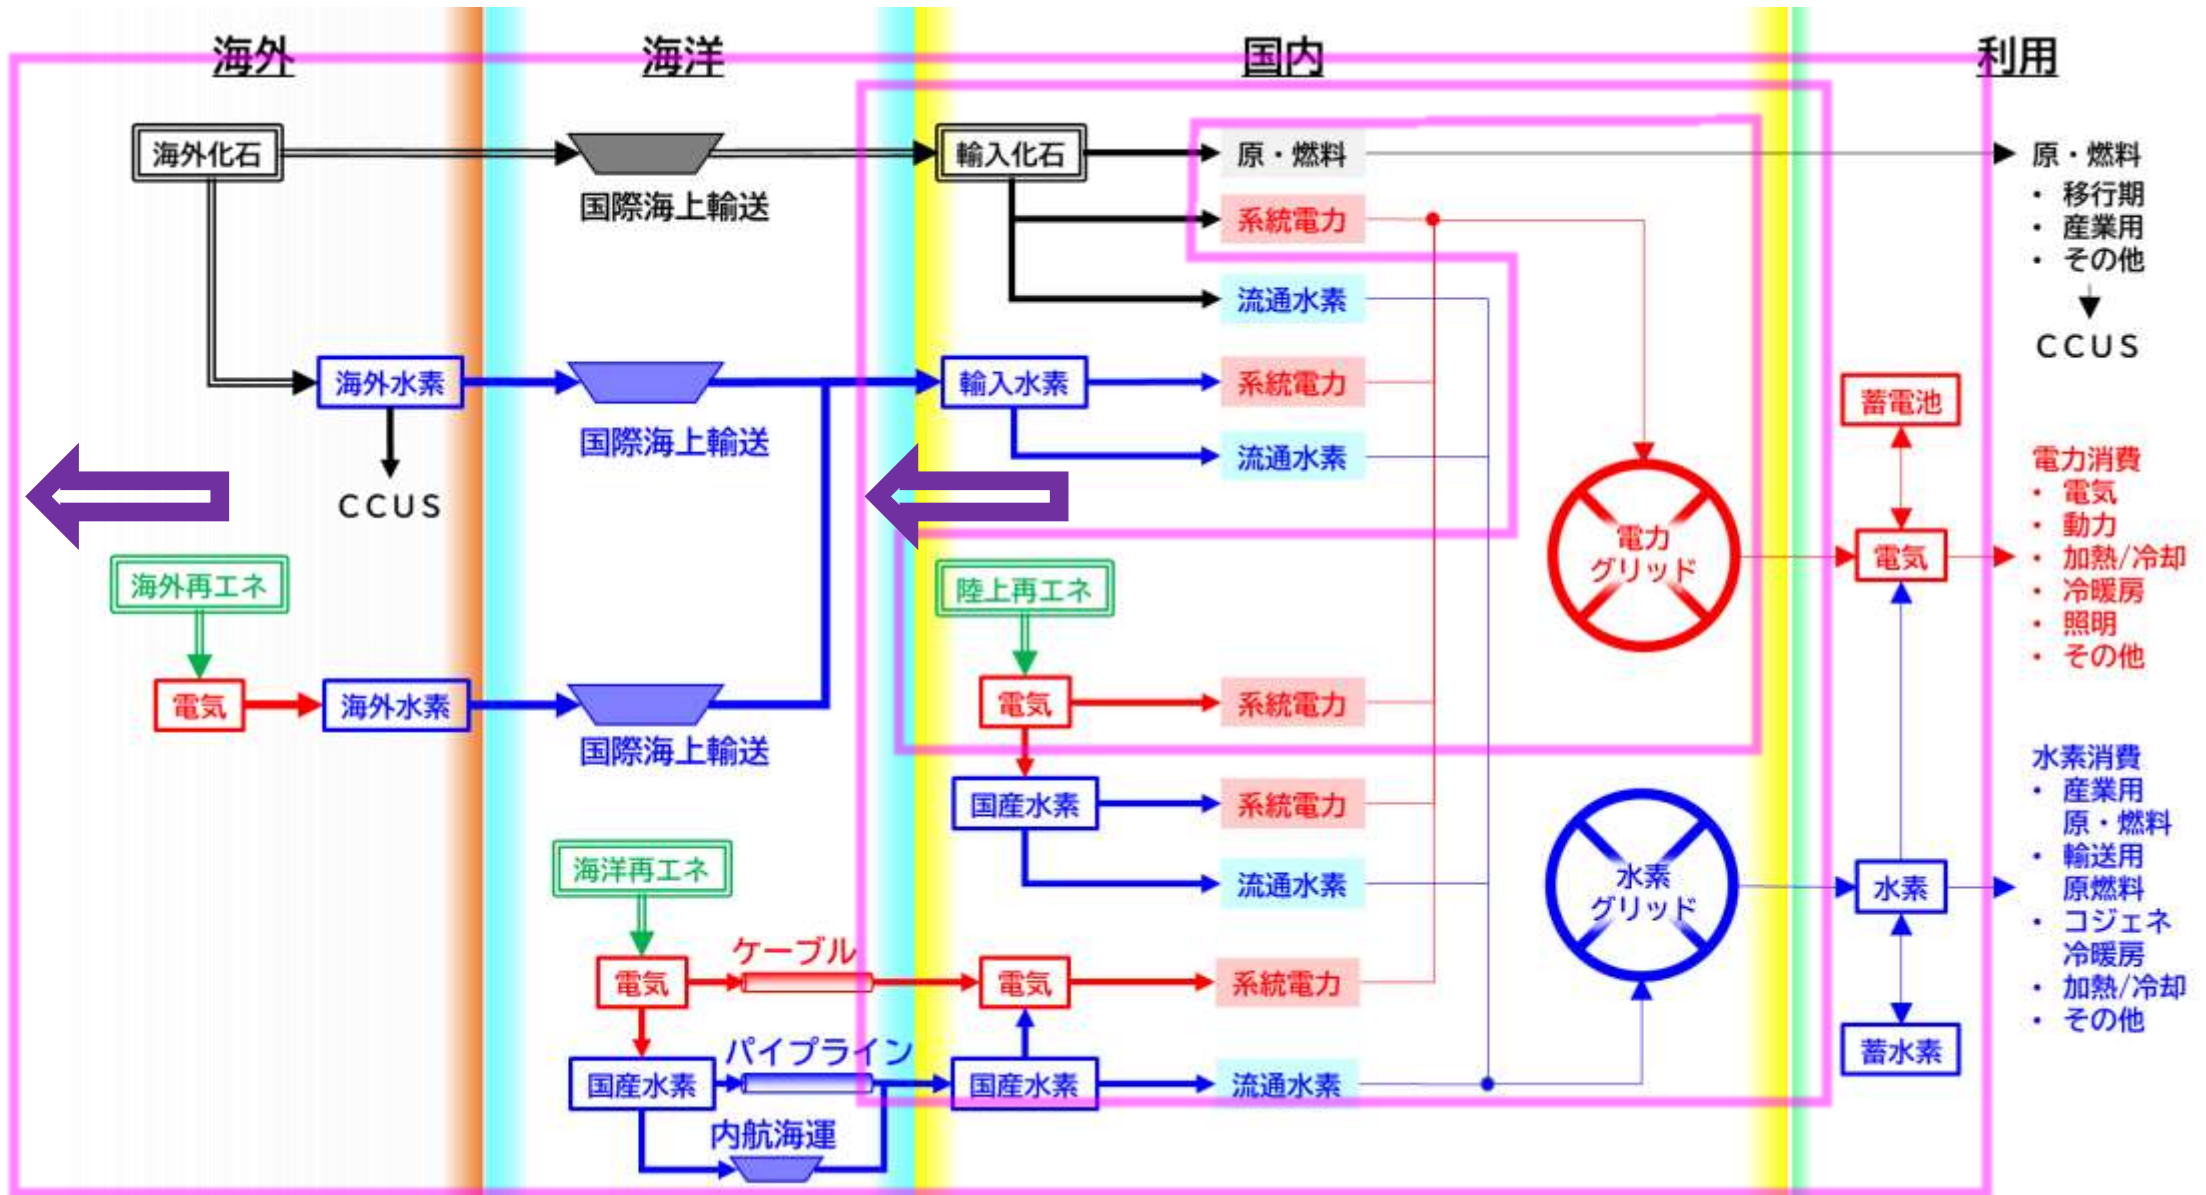 海外
海洋
国内
利用
海外化石
国際海上輸送
輸入化石
原・燃料
系統電力
流通水素
原・燃料
・ 移行期
・ 産業用
・ その他
CCUS
海外水素
CCUS
国際海上輸送
輸入水素
系統電力
流通水素
海外再エネ
電気
海外水素
国際海上輸送
陸上再エネ
電気
系統電力
国産水素
系統電力
流通水素
海洋再エネ
電気
ケーブル
電気
系統電力
国産水素
パイプライン
内航海運
国産水素
流通水素
電力
グリッド
水素
グリッド
蓄電池
電気
水素
蓄水素
電力消費
・ 電気
・ 動力
・ 加熱/冷却
・ 冷暖房
・ 照明
・ その他
水素消費
・ 産業用
原・燃料
・ 輸送用
原燃料
・ コジェネ
冷暖房
・ 加熱/冷却
・ その他